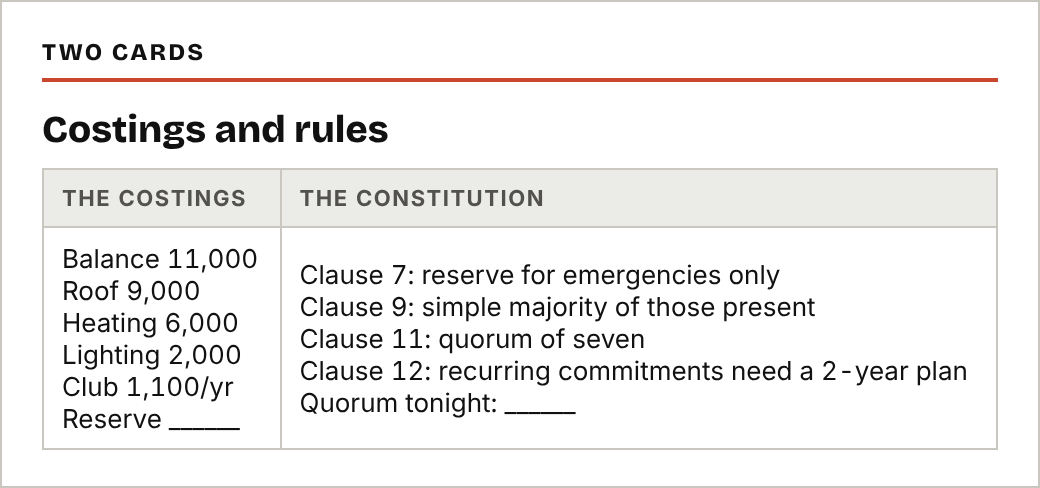 TWO CARDS
Costings and rules
THE COSTINGS
THE CONSTITUTION
Balance 11,000
Roof 9,000
Heating 6,000
Lighting 2,000
Club 1,100/yr
Reserve ______
Clause 7: reserve for emergencies only
Clause 9: simple majority of those present
Clause 11: quorum of seven
Clause 12: recurring commitments need a 2-year plan
Quorum tonight: ______